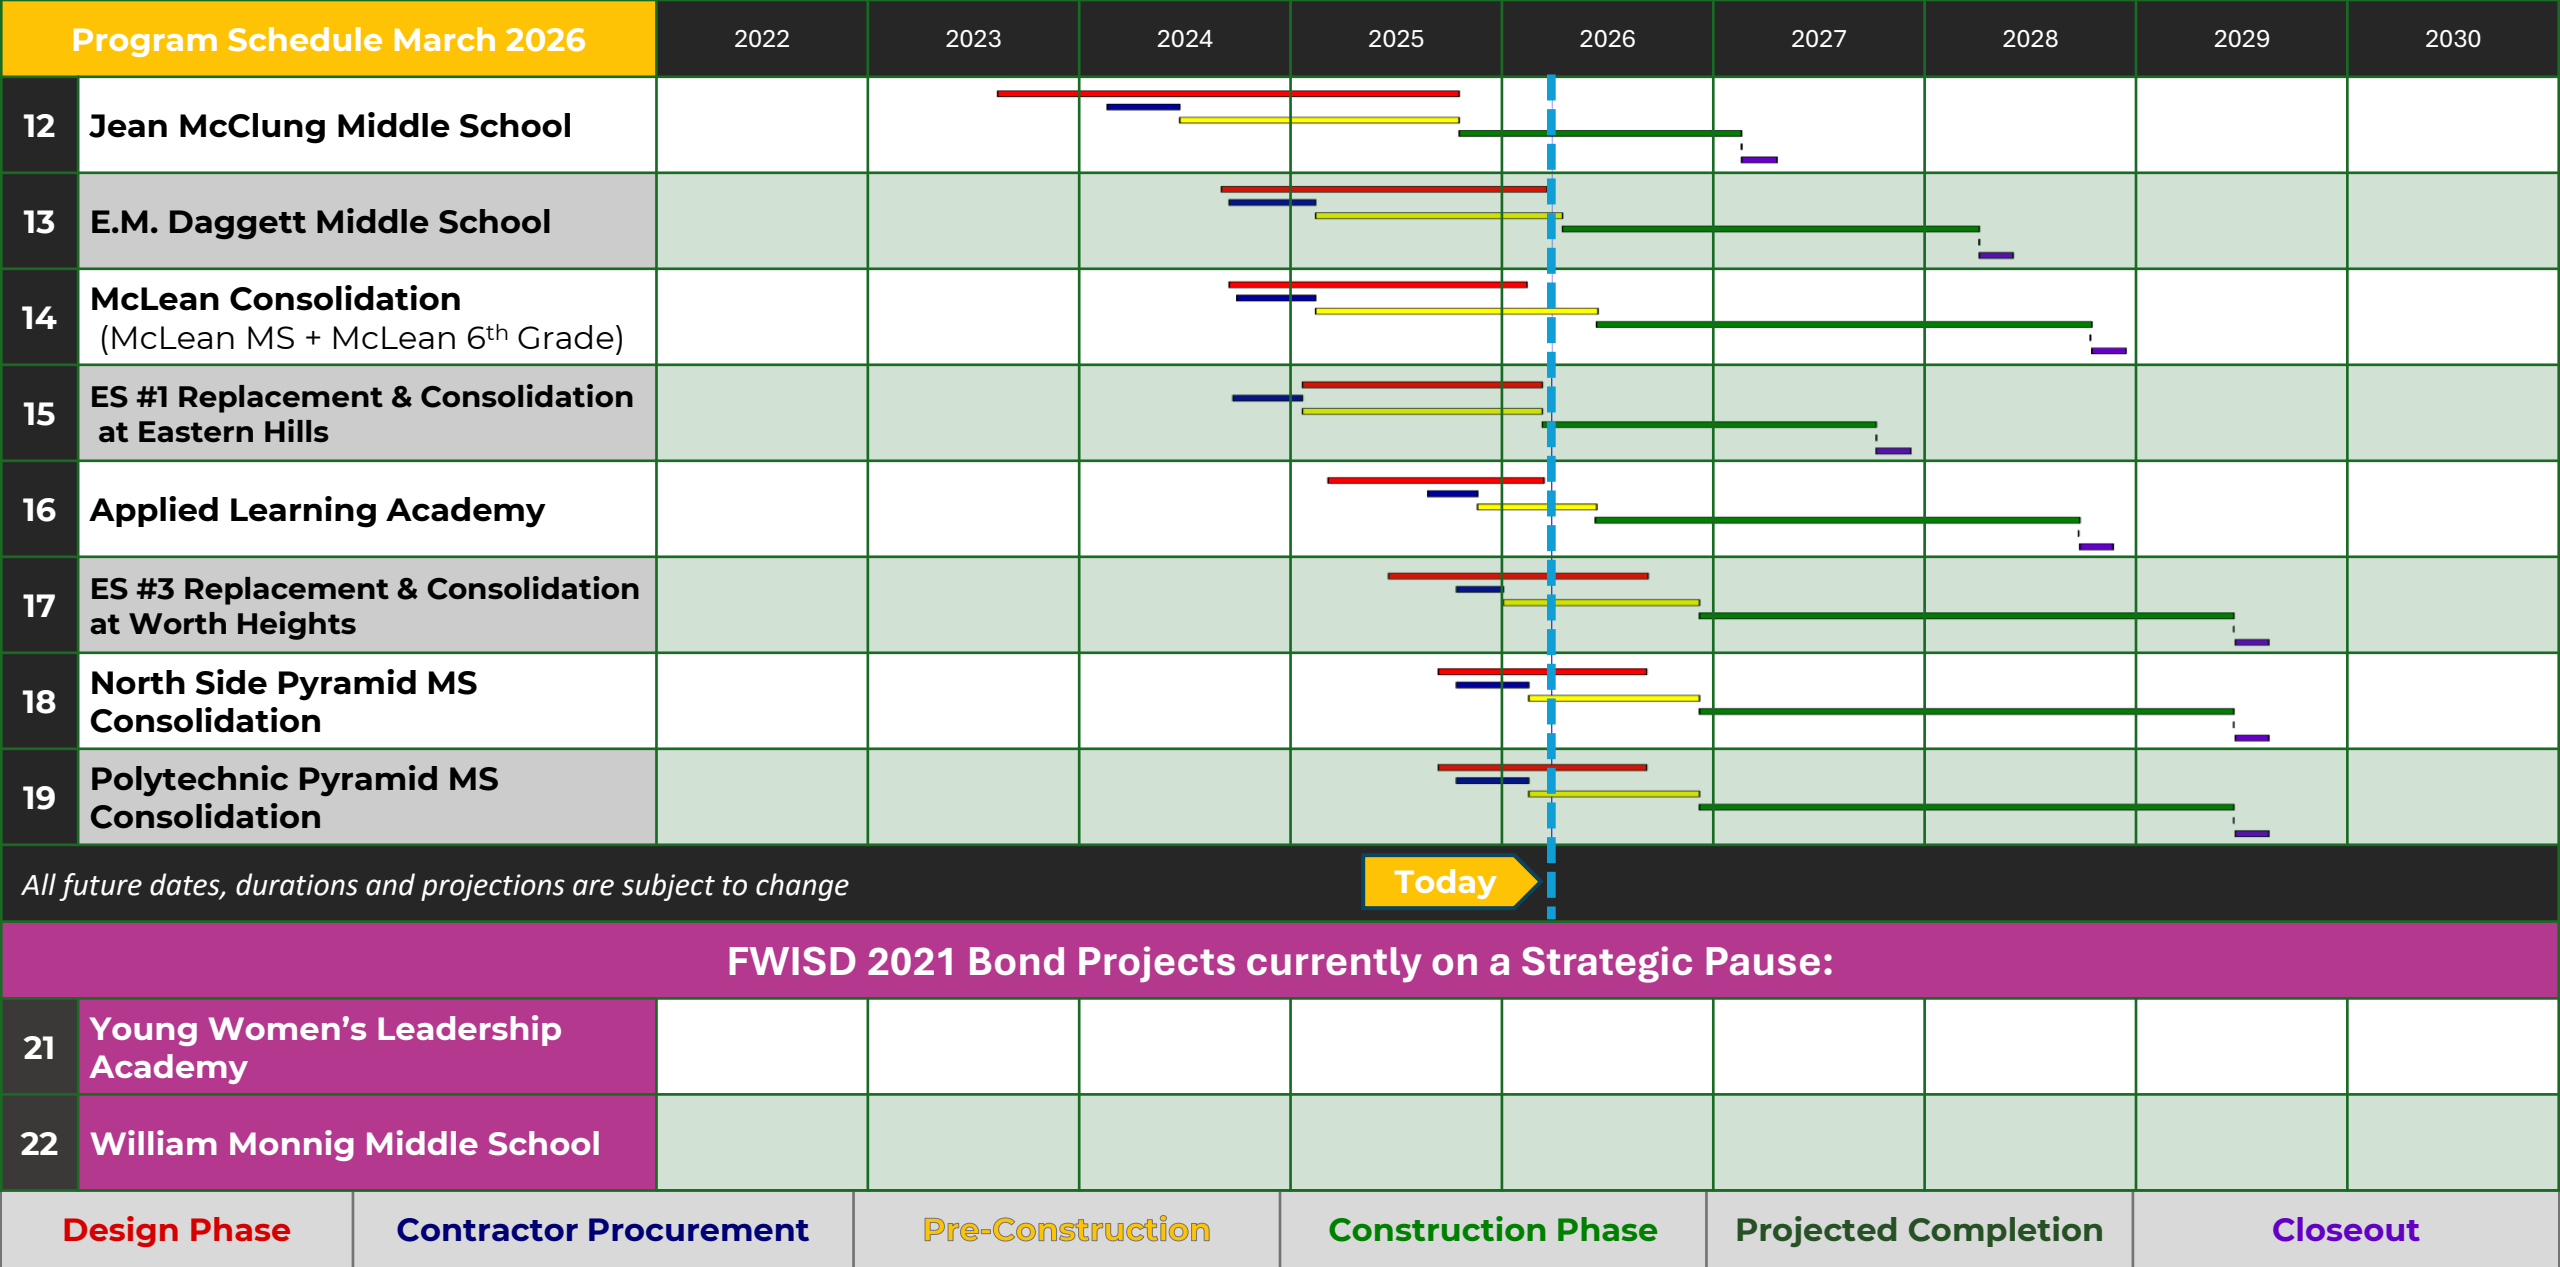 Program Schedule March 2026
2022
2023
2024
2025
2026
2027
2028
2029
2030
12
Jean McClung Middle School
13
E.M. Daggett Middle School
14
McLean Consolidation
(McLean MS + McLean 6th Grade)
15
ES #1 Replacement & Consolidation
at Eastern Hills
16
Applied Learning Academy
17
ES #3 Replacement & Consolidation
at Worth Heights
18
North Side Pyramid MS
Consolidation
19
Polytechnic Pyramid MS
Consolidation
All future dates, durations and projections are subject to change
Today
FWISD 2021 Bond Projects currently on a Strategic Pause:
21
Young Women’s Leadership
Academy
22
William Monnig Middle School
Design Phase
Contractor Procurement
Pre-Construction
Construction Phase
Projected Completion
Closeout